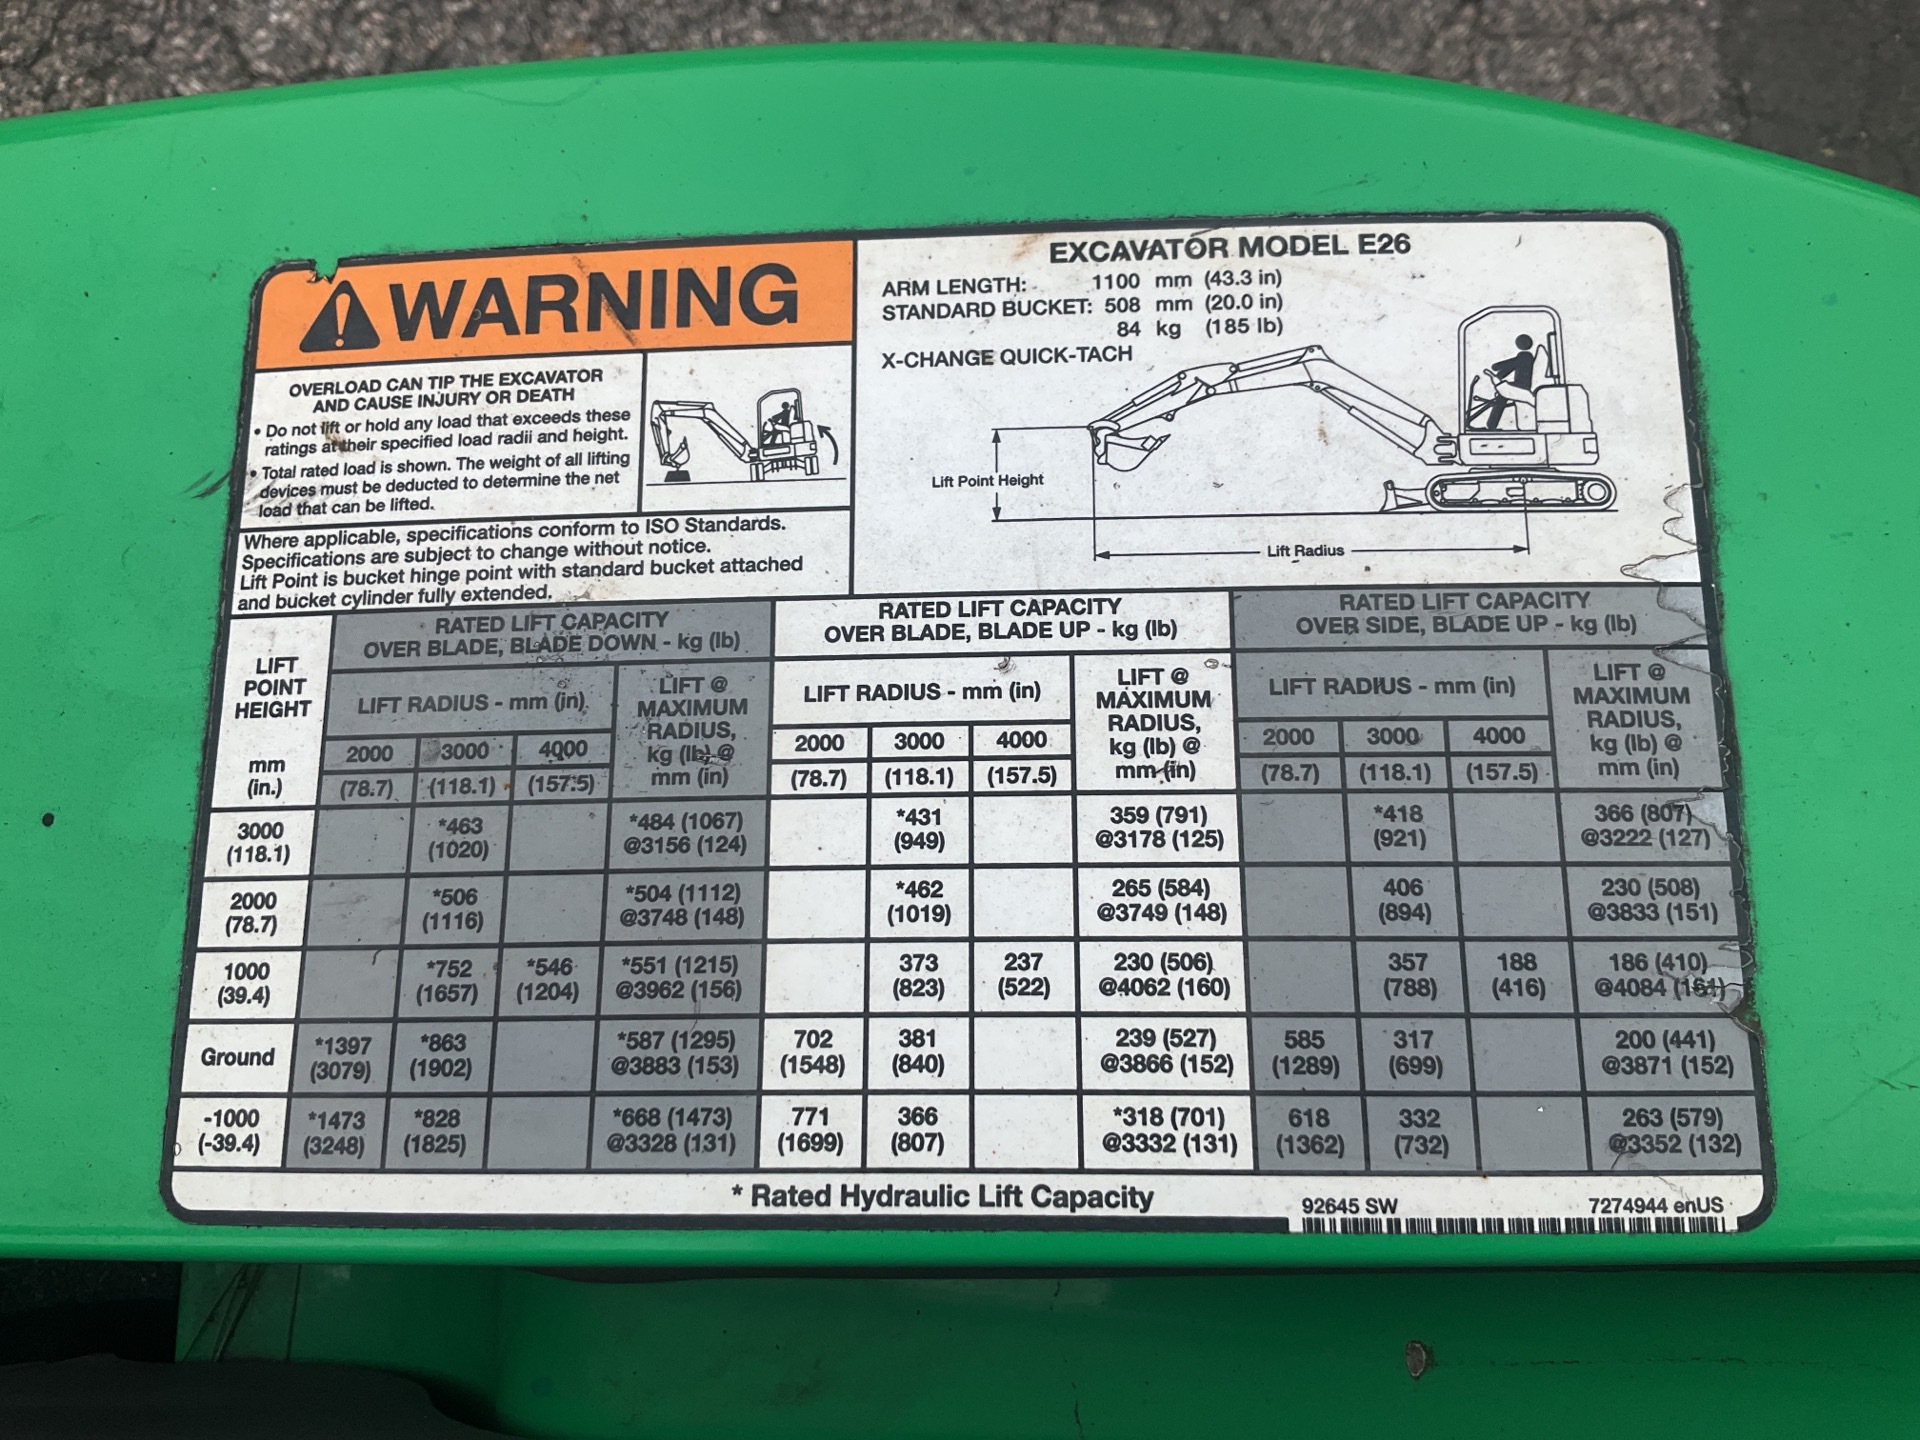 WARNING
OVERLOAD CAN TIP THE EXCAVATOR
AND CAUSE INJURY OR DEATH
• Do not lift or hold any load that exceeds these
ratings at their specified load radii and height.
• Total rated load is shown. The weight of all lifting
devices must be deducted to determine the net
load that can be lifted.
Where applicable, specifications conform to ISO Standards.
Specifications are subject to change without notice.
Lift Point is bucket hinge point with standard bucket attached
and bucket cylinder fully extended.
EXCAVATOR MODEL E26
ARM LENGTH: 1100 mm (43.3 in)
STANDARD BUCKET: 508 mm (20.0 in)
84 kg (185 lb)
X-CHANGE QUICK-TACH
Lift Point Height
Lift Radius
LIFT
POINT
HEIGHT
mm
(in.)
RATED LIFT CAPACITY
OVER BLADE, BLADE DOWN - kg (lb)
LIFT RADIUS - mm (in)
2000 3000 4000
(78.7) (118.1) (157.5)
LIFT @
MAXIMUM
RADIUS,
kg (lb) @
mm (in)
RATED LIFT CAPACITY
OVER BLADE, BLADE UP - kg (lb)
LIFT RADIUS - mm (in)
2000 3000 4000
(78.7) (118.1) (157.5)
LIFT @
MAXIMUM
RADIUS,
kg (lb) @
mm (in)
RATED LIFT CAPACITY
OVER SIDE, BLADE UP - kg (lb)
LIFT RADIUS - mm (in)
2000 3000 4000
(78.7) (118.1) (157.5)
LIFT @
MAXIMUM
RADIUS,
kg (lb) @
mm (in)
3000 *463 *484 (1067) *431 359 (791) *418 366 (807)
(118.1) (1020) @3156 (124) (949) @3178 (125) (921) @3222 (127)
2000 *506 *504 (1112) *462 265 (584) 406 230 (508)
(78.7) (1116) @3748 (148) (1019) @3749 (148) (894) @3833 (151)
1000 *752 *546 *551 (1215) 373 237 230 (506) 357 188 186 (410)
(39.4) (1657) (1204) @3962 (156) (823) (522) @4062 (160) (788) (416) @4084 (161)
Ground *1397 *863 *587 (1295) 702 381 239 (527) 585 317 200 (441)
(3079) (1902) @3883 (153) (1548) (840) @3866 (152) (1289) (699) @3871 (152)
-1000 *1473 *828 *668 (1473) 771 366 *318 (701) 618 332 263 (579)
(-39.4) (3248) (1825) @3328 (131) (1699) (807) @3332 (131) (1362) (732) @3352 (132)
* Rated Hydraulic Lift Capacity
92645 SW 7274944 enUS